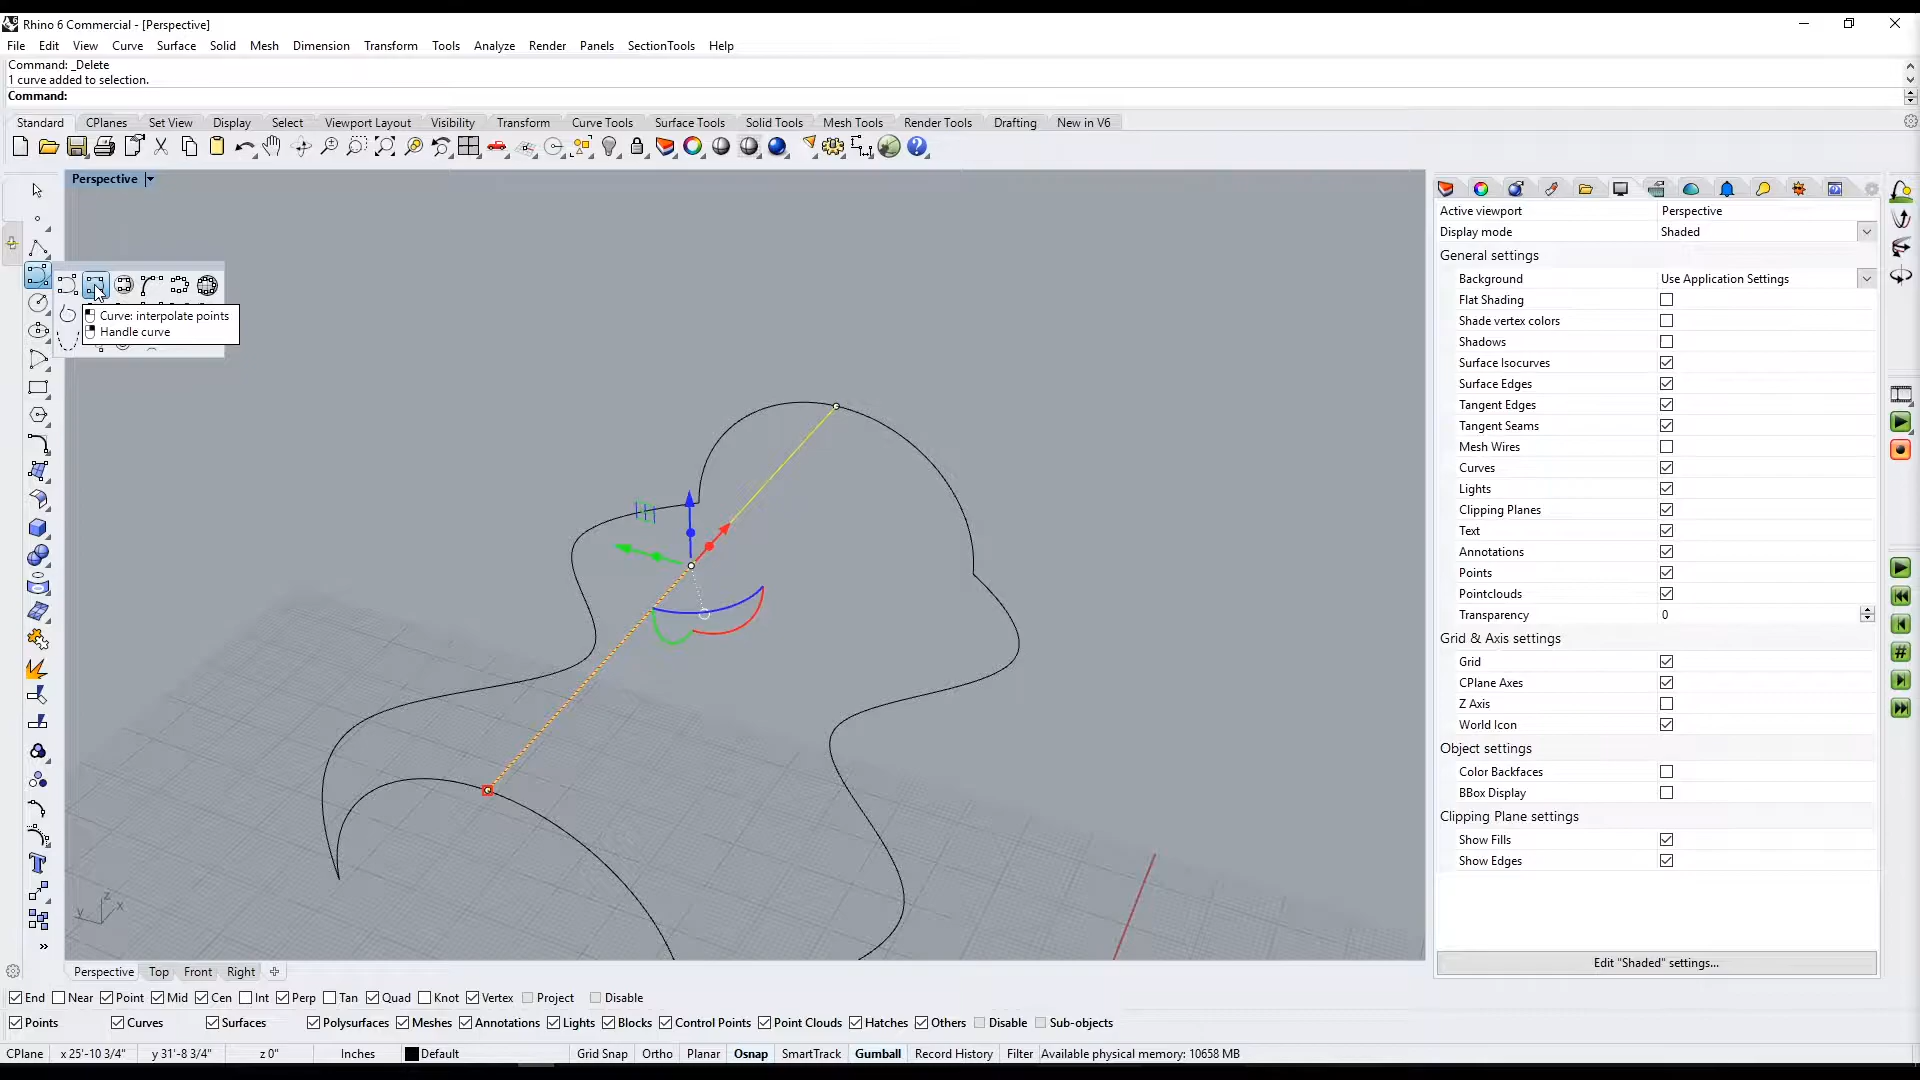 Rhino 6 Commercial - [Perspective]
File Edit View Curve Surface Solid Mesh Dimension Transform Tools Analyze Render Panels SectionTools Help
Command: _Delete
1 curve added to selection.
Command:
Standard CPlanes Set View Display Select Viewport Layout Visibility Transform Curve Tools Surface Tools Solid Tools Mesh Tools Render Tools Drafting New in V6
Perspective
Curve: interpolate points
Handle curve
z
y x
Active viewport Perspective
Display mode Shaded
General settings
Background Use Application Settings
Flat Shading
Shade vertex colors
Shadows
Surface Isocurves
Surface Edges
Tangent Edges
Tangent Seams
Mesh Wires
Curves
Lights
Clipping Planes
Text
Annotations
Points
Pointclouds
Transparency 0
Grid & Axis settings
Grid
CPlane Axes
Z Axis
World Icon
Object settings
Color Backfaces
BBox Display
Clipping Plane settings
Show Fills
Show Edges
Edit "Shaded" settings...
Perspective Top Front Right
End Near Point Mid Cen Int Perp Tan Quad Knot Vertex Project Disable
Points Curves Surfaces Polysurfaces Meshes Annotations Lights Blocks Control Points Point Clouds Hatches Others Disable Sub-objects
CPlane x 25'-10 3/4" y 31'-8 3/4" z 0" Inches Default Grid Snap Ortho Planar Osnap SmartTrack Gumball Record History Filter Available physical memory: 10658 MB